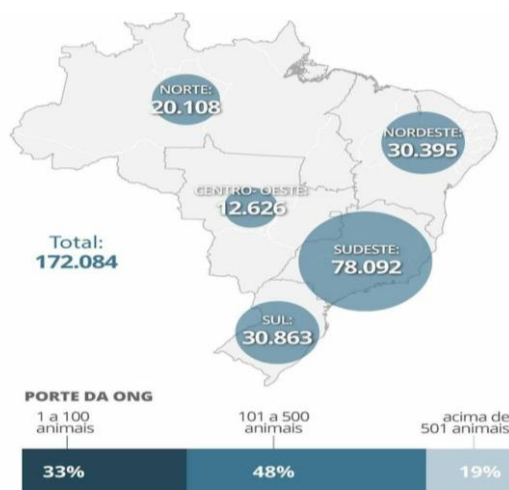 NORTE:
20.108
NORDESTE:
30.395
CENTRO- OESTE:
12.626
Total:
172.084
SUDESTE:
78.092
SUL:
30.863
PORTE DA ONG
1 a 100
animais
101 a 500
animais
acima de
501 animais
33%
48%
19%